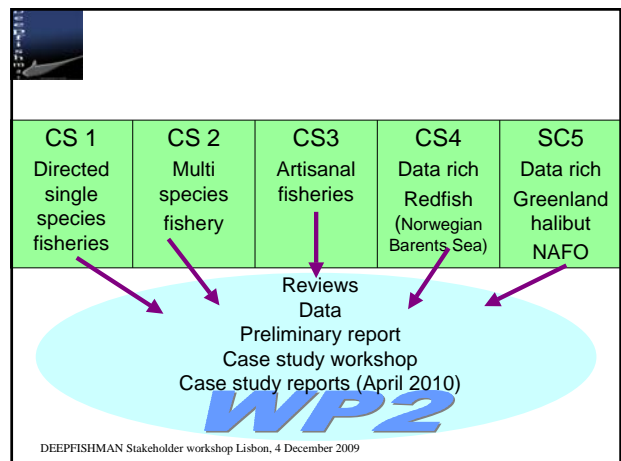 deepfishman
CS 1
Directed
single
species
fisheries
CS 2
Multi
species
fishery
CS3
Artisanal
fisheries
CS4
Data rich
Redfish
(Norwegian
Barents Sea)
SC5
Data rich
Greenland
halibut
NAFO
Reviews
Data
Preliminary report
Case study workshop
Case study reports (April 2010)
WP2
DEEPFISHMAN Stakeholder workshop Lisbon, 4 December 2009